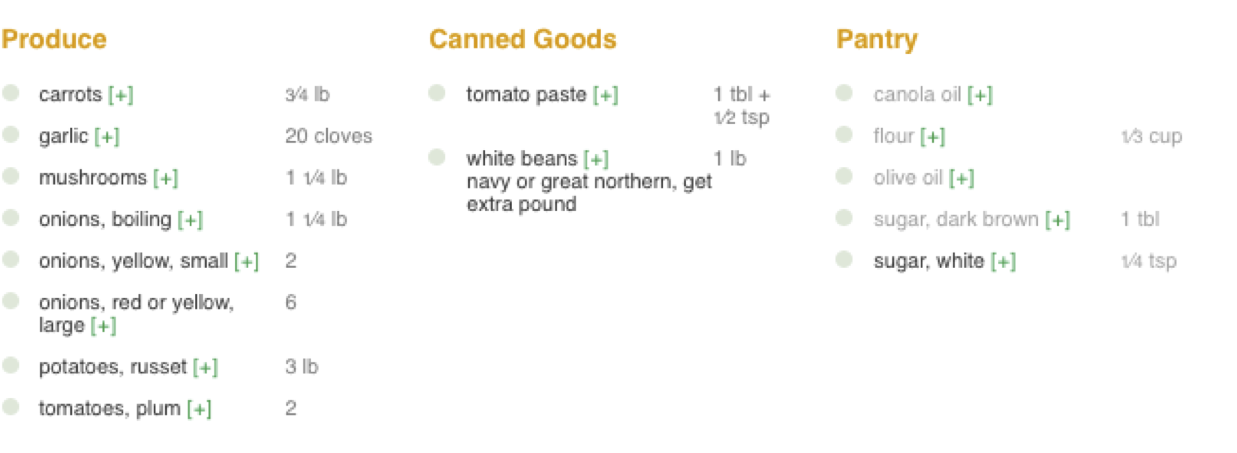 Produce
carrots [+] 3⁄4 lb
garlic [+] 20 cloves
mushrooms [+] 1 1⁄4 lb
onions, boiling [+] 1 1⁄4 lb
onions, yellow, small [+] 2
onions, red or yellow, 6
large [+]
potatoes, russet [+] 3 lb
tomatoes, plum [+] 2
Canned Goods
tomato paste [+] 1 tbl +
1⁄2 tsp
white beans [+] 1 lb
navy or great northern, get
extra pound
Pantry
canola oil [+]
flour [+] 1⁄3 cup
olive oil [+]
sugar, dark brown [+] 1 tbl
sugar, white [+] 1⁄4 tsp